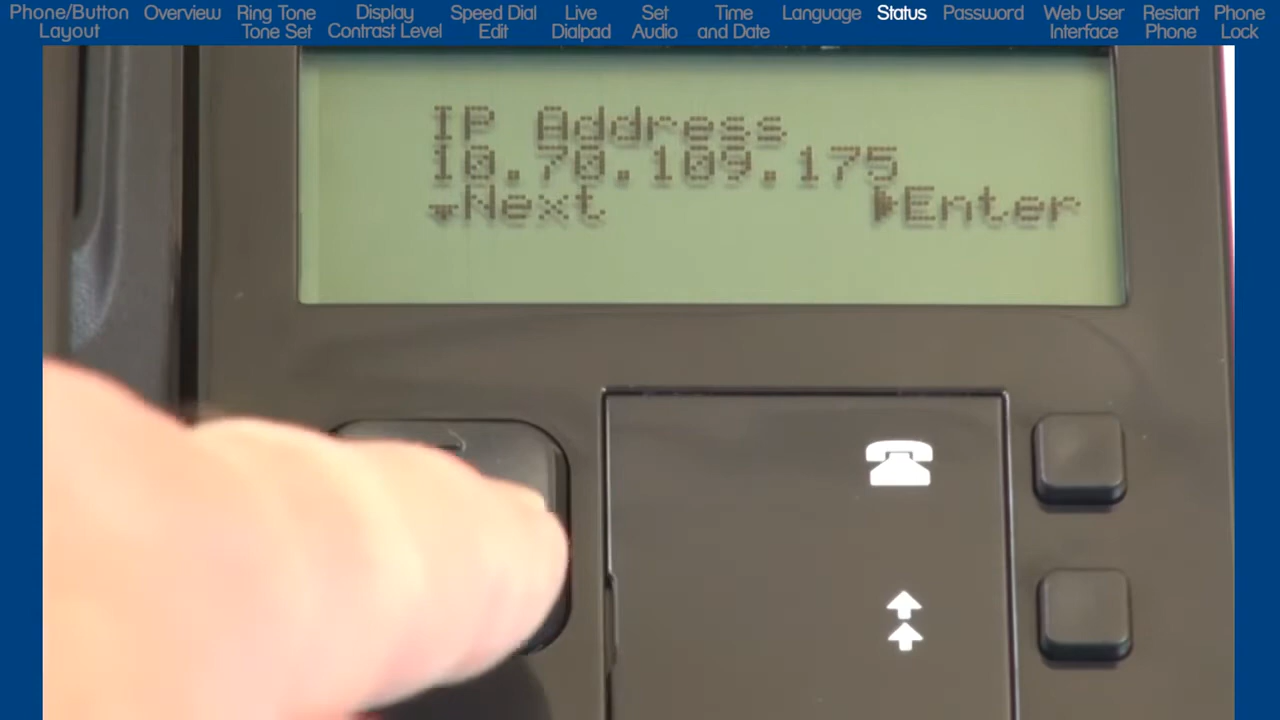 Phone/Button Layout
Overview
Ring Tone Tone Set
Display Contrast Level
Speed Dial Edit
Live Dialpad
Set Audio
Time and Date
Language
Status
Password
Web User Interface
Restart Phone
Phone Lock
IP Address
10.70.109.175
Next Enter